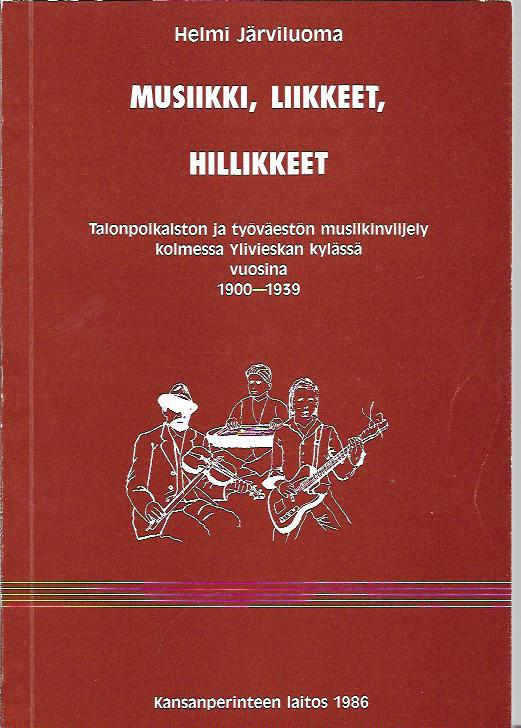 Helmi Järviluoma
MUSIIKKI, LIIKKEET,
HILLIKKEET
Talonpoikaiston ja työväestön musiikinviljely
kolmessa Ylivieskan kylässä
vuosina
1900—1939
Kansanperinteen laitos 1986